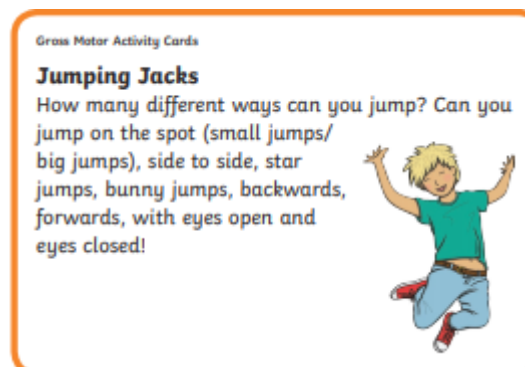 Gross Motor Activity Cards
Jumping Jacks
How many different ways can you jump? Can you
jump on the spot (small jumps/
big jumps), side to side, star
jumps, bunny jumps, backwards,
forwards, with eyes open and
eyes closed!